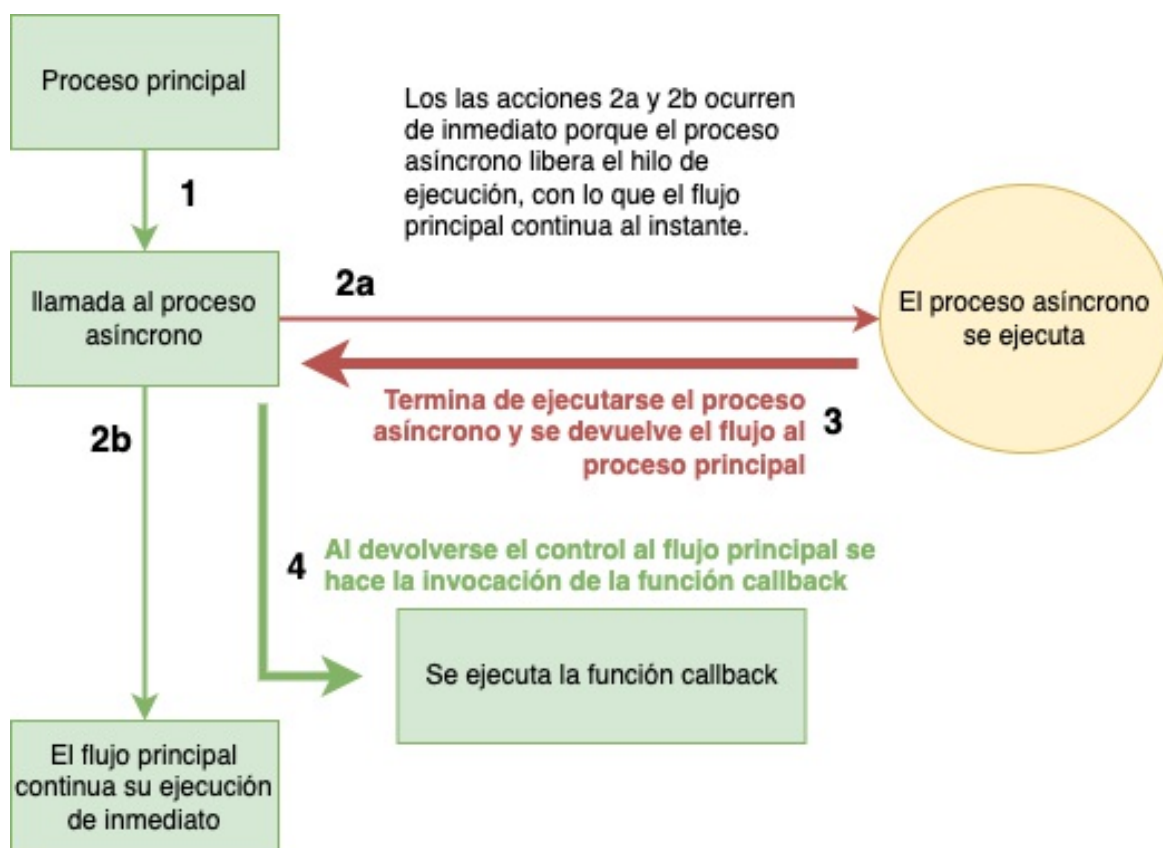 Proceso principal
Los las acciones 2a y 2b ocurren
de inmediato porque el proceso
asíncrono libera el hilo de
ejecución, con lo que el flujo
principal continua al instante.
1
llamada al proceso
asíncrono
2a
El proceso asíncrono
se ejecuta
Termina de ejecutarse el proceso
asíncrono y se devuelve el flujo al
proceso principal
3
2b
4
Al devolverse el control al flujo principal se
hace la invocación de la función callback
Se ejecuta la función callback
El flujo principal
continua su ejecución
de inmediato